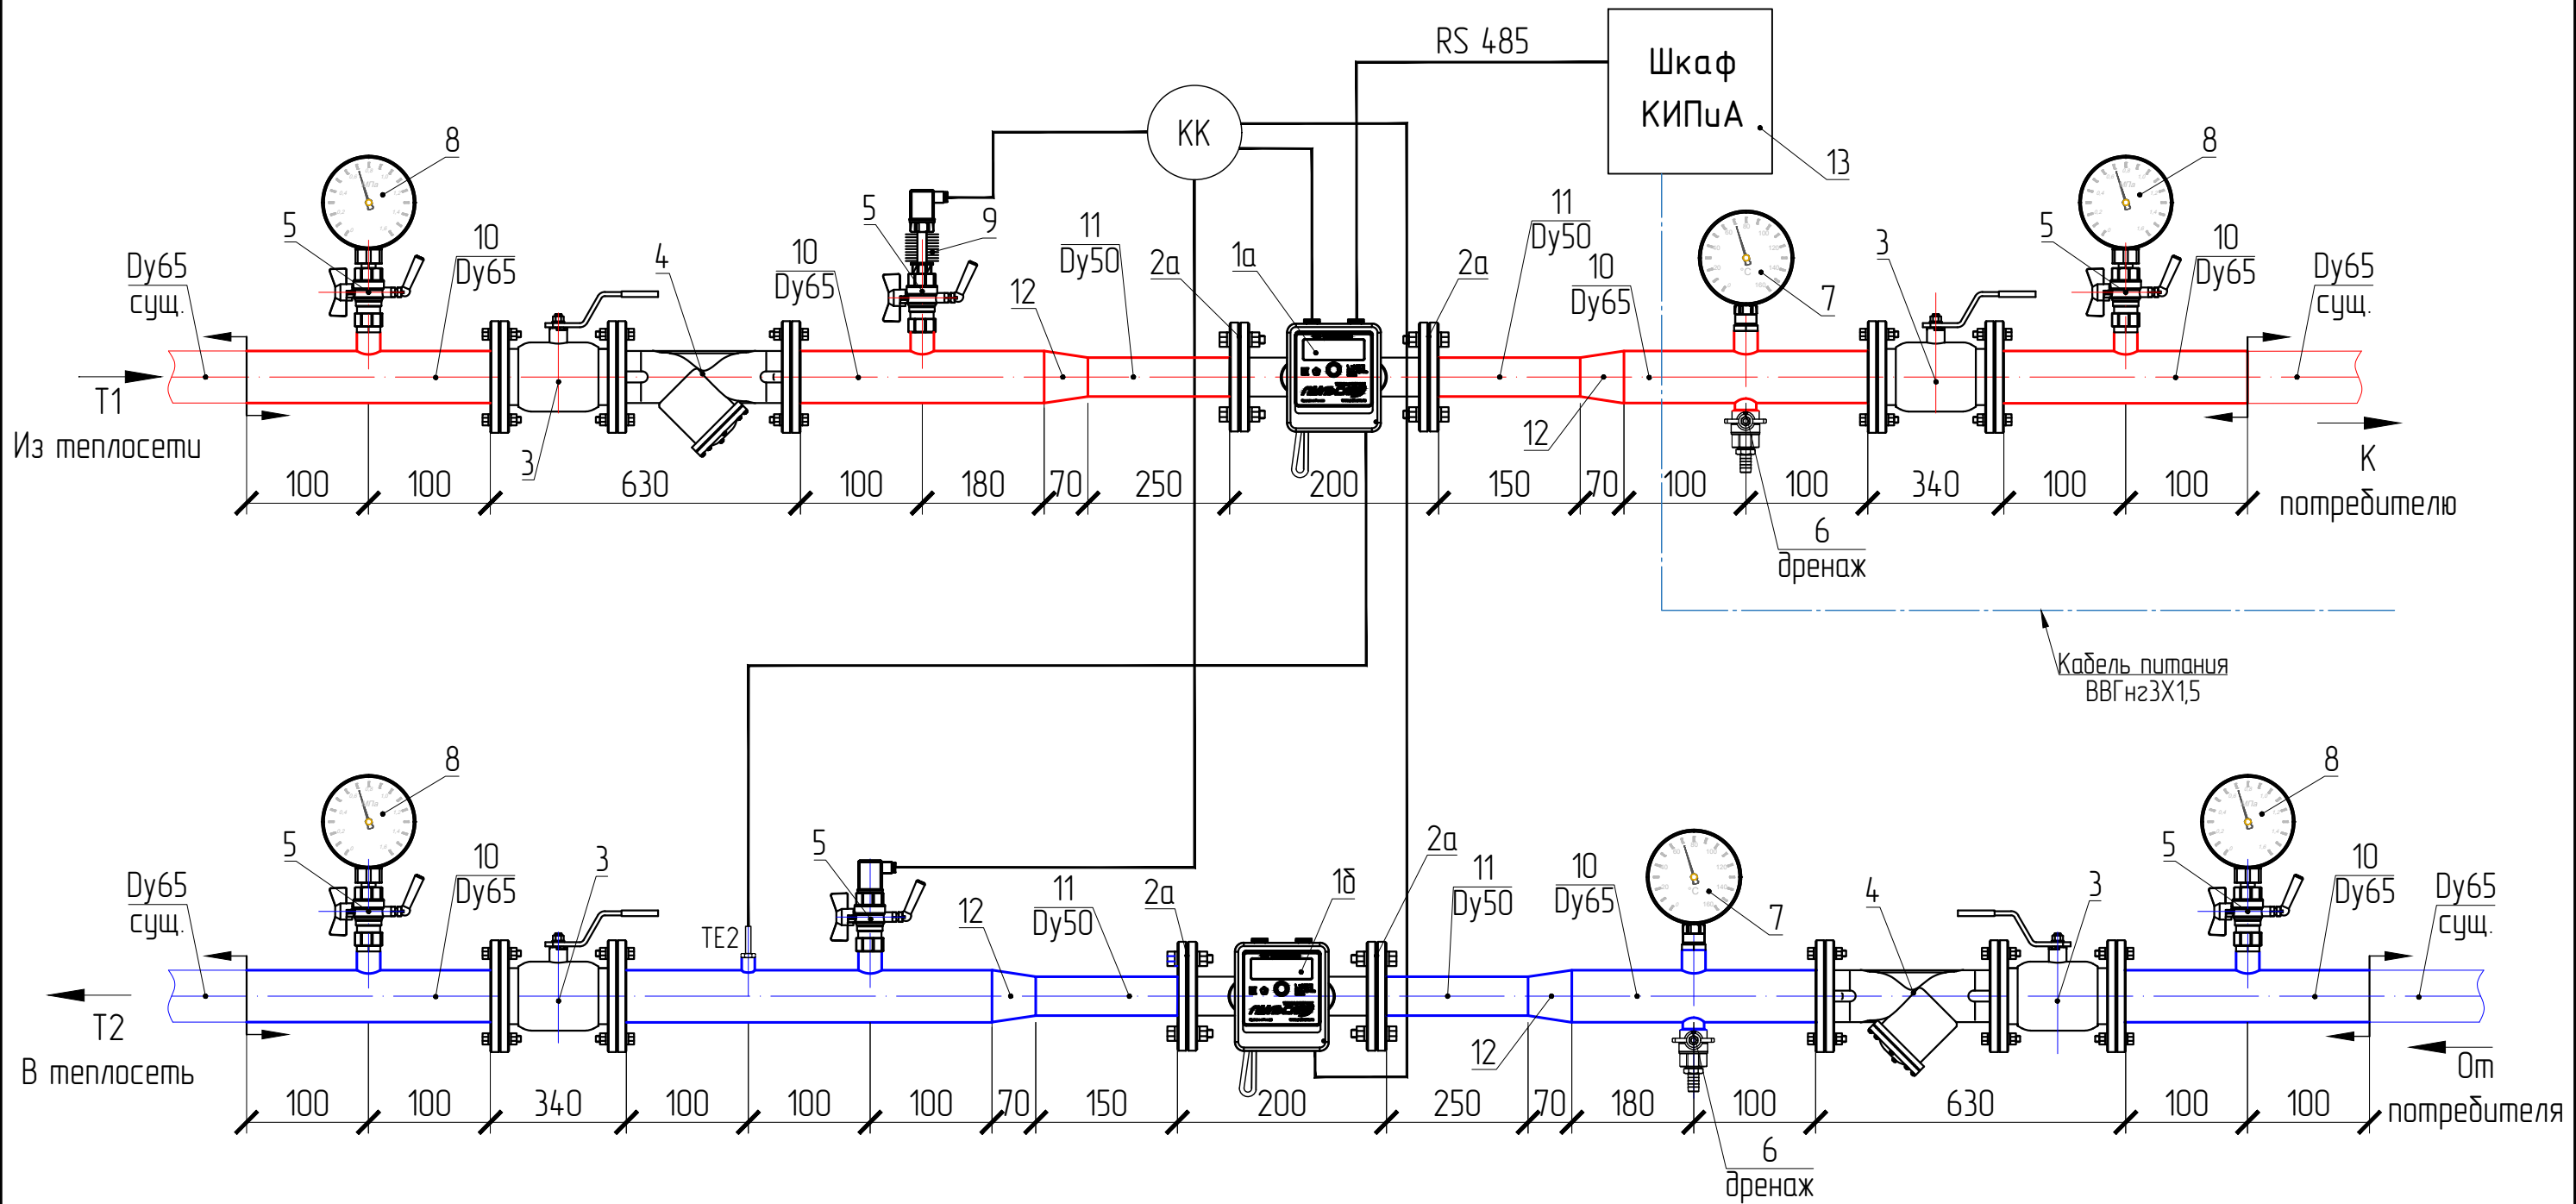 RS 485
Шкаф
КИПиА
13
КК
8
5
10
Dy65
Dy65
сущ.
4
5
9
10
Dy65
11
Dy50
12
2а
1а
2а
11
Dy50
10
Dy65
12
7
3
8
5
10
Dy65
Dy65
сущ.
Т1
Из теплосети
3
К
потребителю
100
100
630
100
180
70
250
200
150
70
100
100
340
100
100
6
дренаж
Кабель питания
ВВГнг3Х1,5
8
5
10
Dy65
Dy65
сущ.
3
ТЕ2
5
12
11
Dy50
2а
1б
2а
11
Dy50
12
10
Dy65
7
4
3
8
5
10
Dy65
Dy65
сущ.
Т2
В теплосеть
От
потребителя
100
100
340
100
100
100
70
150
200
250
70
180
100
630
100
100
6
дренаж